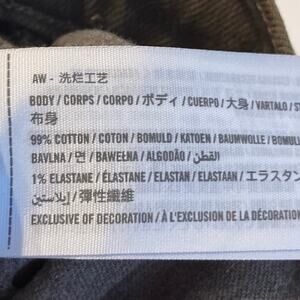 AW - 洗烂工艺
BODY / CORPS / CORPO / ボディ / CUERPO / 大身 / VARTALO /
布身
99% COTTON / COTON / BOMULD / KATOEN / BAUMWOLLE /
BAVLNA / 면 / BAWEŁNA / ALGODÃO / القطن /
1% ELASTANE / ÉLASTANE / ELASTAN / ELASTAAN / エラスタン
إيلاستين / 彈性纖維
EXCLUSIVE OF DECORATION / À L'EXCLUSION DE LA DÉCORATION